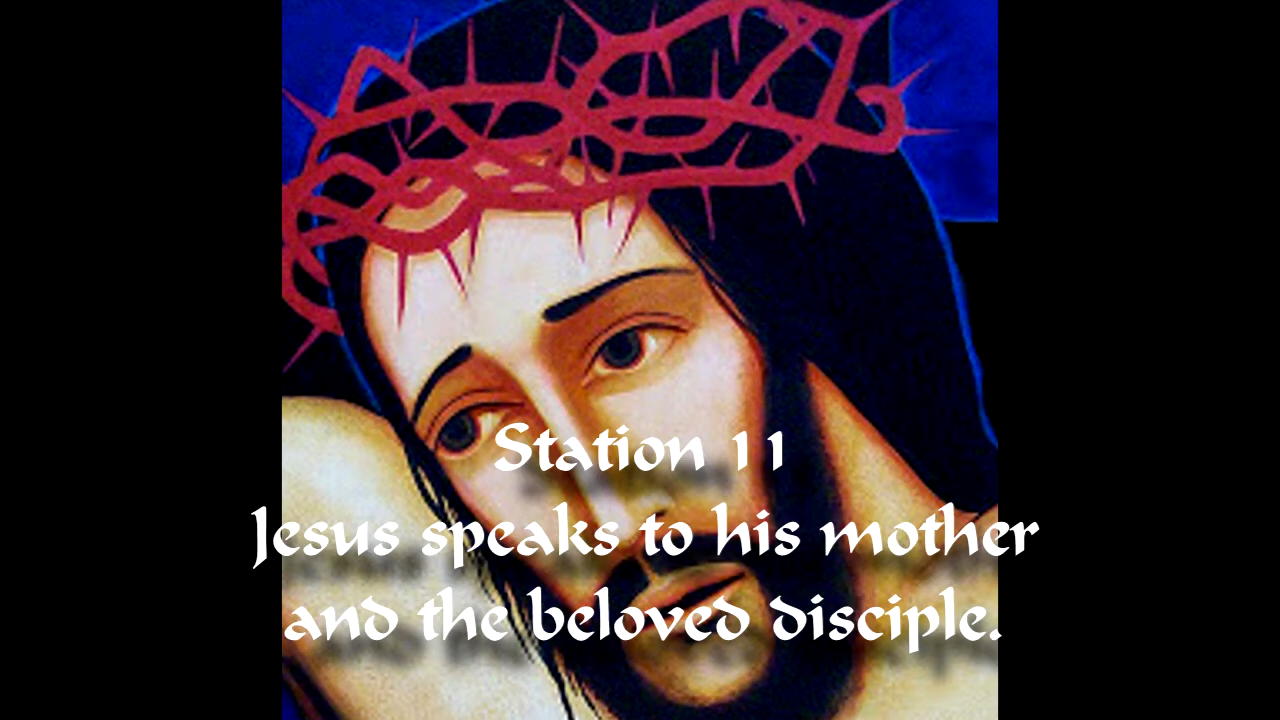 Station 11
Jesus speaks to his mother
and the beloved disciple.